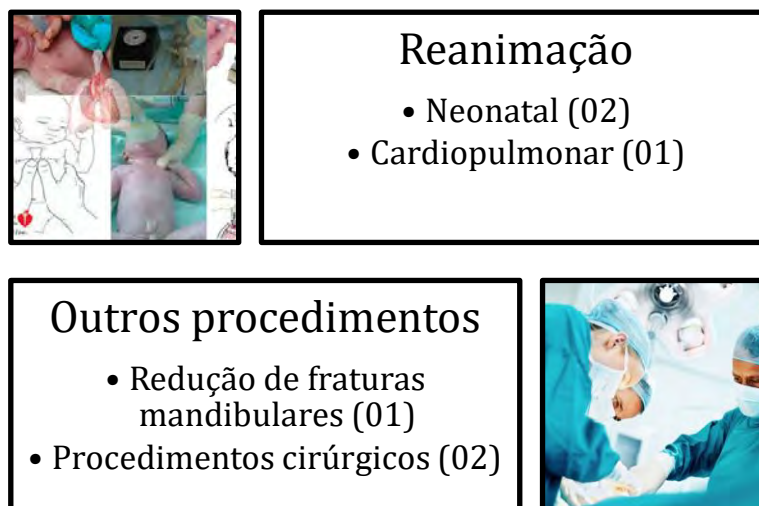 Reanimação
• Neonatal (02)
• Cardiopulmonar (01)
Outros procedimentos
• Redução de fraturas
mandibulares (01)
• Procedimentos cirúrgicos (02)